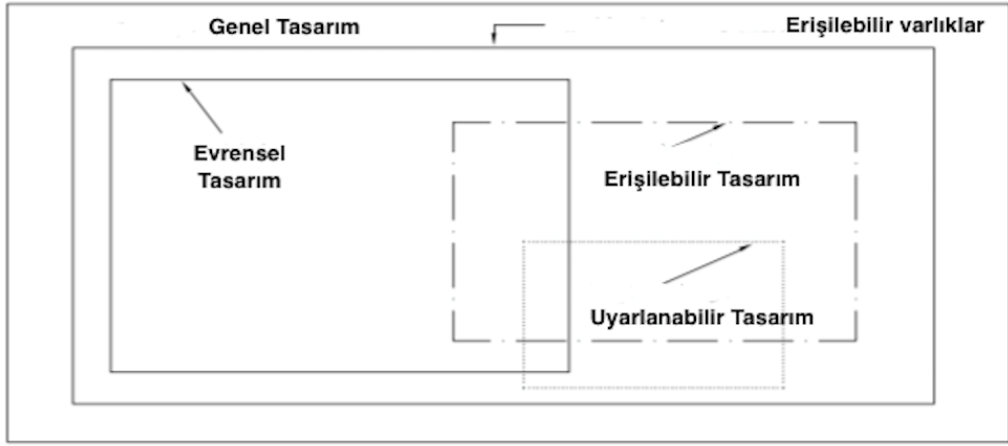 Genel Tasarım
Erişilebilir varlıklar
Evrensel
Tasarım
Erişilebilir Tasarım
Uyarlanabilir Tasarım